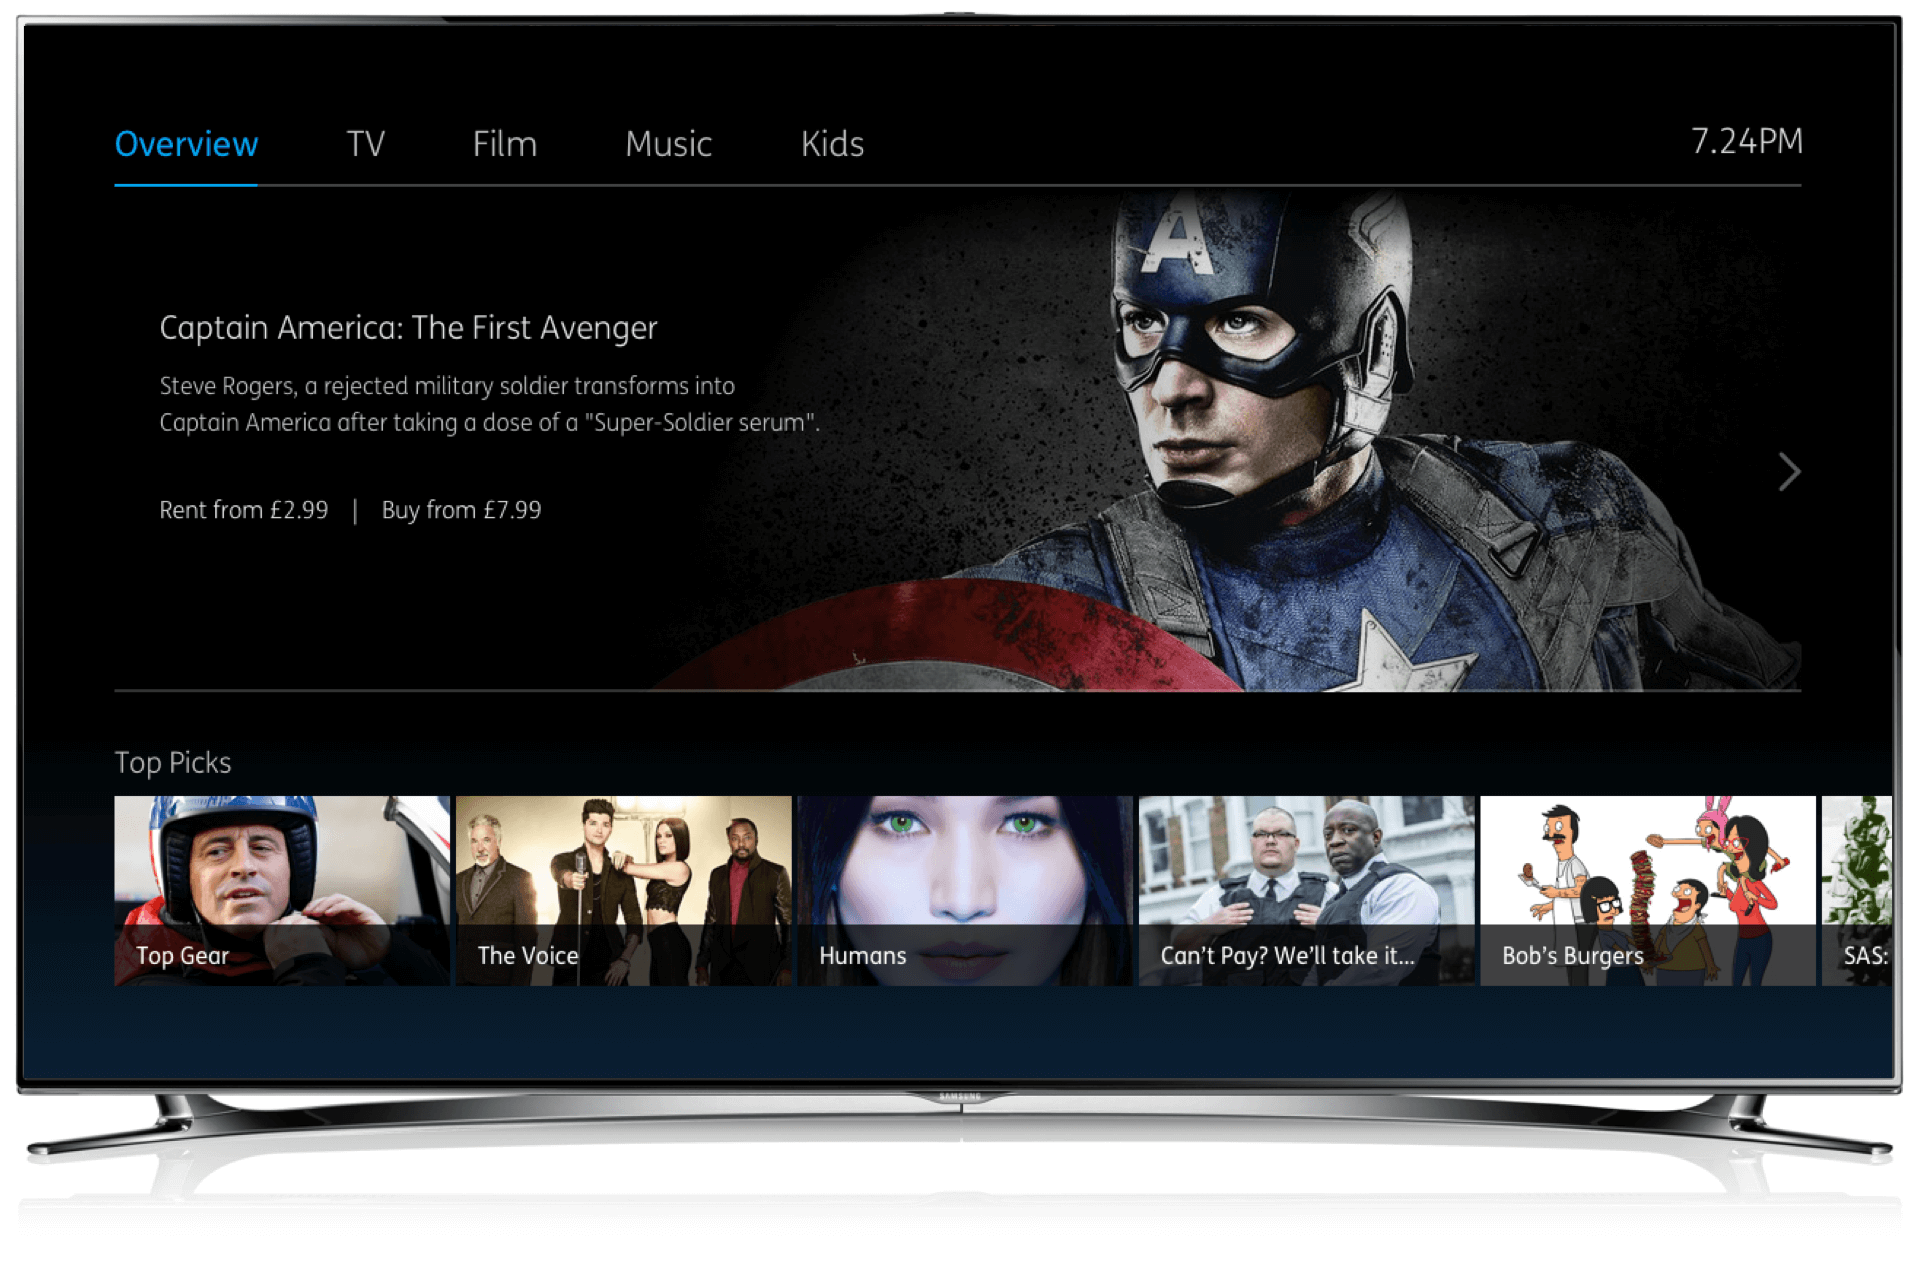 Overview TV Film Music Kids 7.24PM
A
Captain America: The First Avenger
Steve Rogers, a rejected military soldier transforms into
Captain America after taking a dose of a "Super-Soldier serum".
Rent from £2.99 | Buy from £7.99
Top Picks
Top Gear
The Voice
Humans
Can’t Pay? We’ll take it...
Bob’s Burgers
SAS:
SAMSUNG